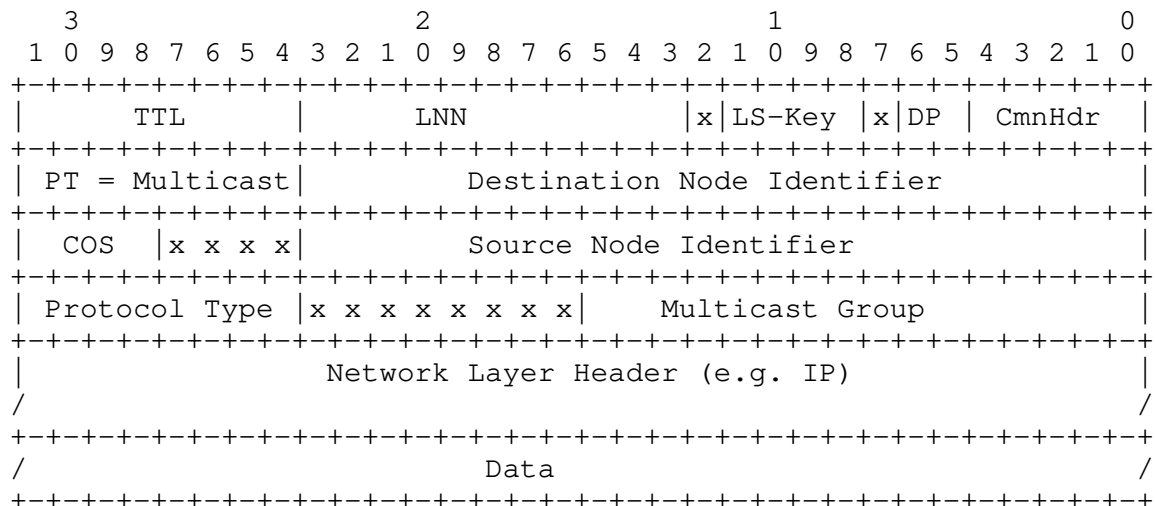 3                   2                   1                   0
  1 0 9 8 7 6 5 4 3 2 1 0 9 8 7 6 5 4 3 2 1 0 9 8 7 6 5 4 3 2 1 0
 +-+-+-+-+-+-+-+-+-+-+-+-+-+-+-+-+-+-+-+-+-+-+-+-+-+-+-+-+-+-+-+-+
 |      TTL      |      LNN            |x|LS-Key |x|DP | CmnHdr  |
 +-+-+-+-+-+-+-+-+-+-+-+-+-+-+-+-+-+-+-+-+-+-+-+-+-+-+-+-+-+-+-+-+
 | PT = Multicast|         Destination Node Identifier           |
 +-+-+-+-+-+-+-+-+-+-+-+-+-+-+-+-+-+-+-+-+-+-+-+-+-+-+-+-+-+-+-+-+
 |  COS  |x x x x|         Source Node Identifier                |
 +-+-+-+-+-+-+-+-+-+-+-+-+-+-+-+-+-+-+-+-+-+-+-+-+-+-+-+-+-+-+-+-+
 | Protocol Type |x x x x x x x x|    Multicast Group            |
 +-+-+-+-+-+-+-+-+-+-+-+-+-+-+-+-+-+-+-+-+-+-+-+-+-+-+-+-+-+-+-+-+
 |                 Network Layer Header (e.g. IP)                |
 /                                                               /
 +-+-+-+-+-+-+-+-+-+-+-+-+-+-+-+-+-+-+-+-+-+-+-+-+-+-+-+-+-+-+-+-+
 /                          Data                                 /
 +-+-+-+-+-+-+-+-+-+-+-+-+-+-+-+-+-+-+-+-+-+-+-+-+-+-+-+-+-+-+-+-+